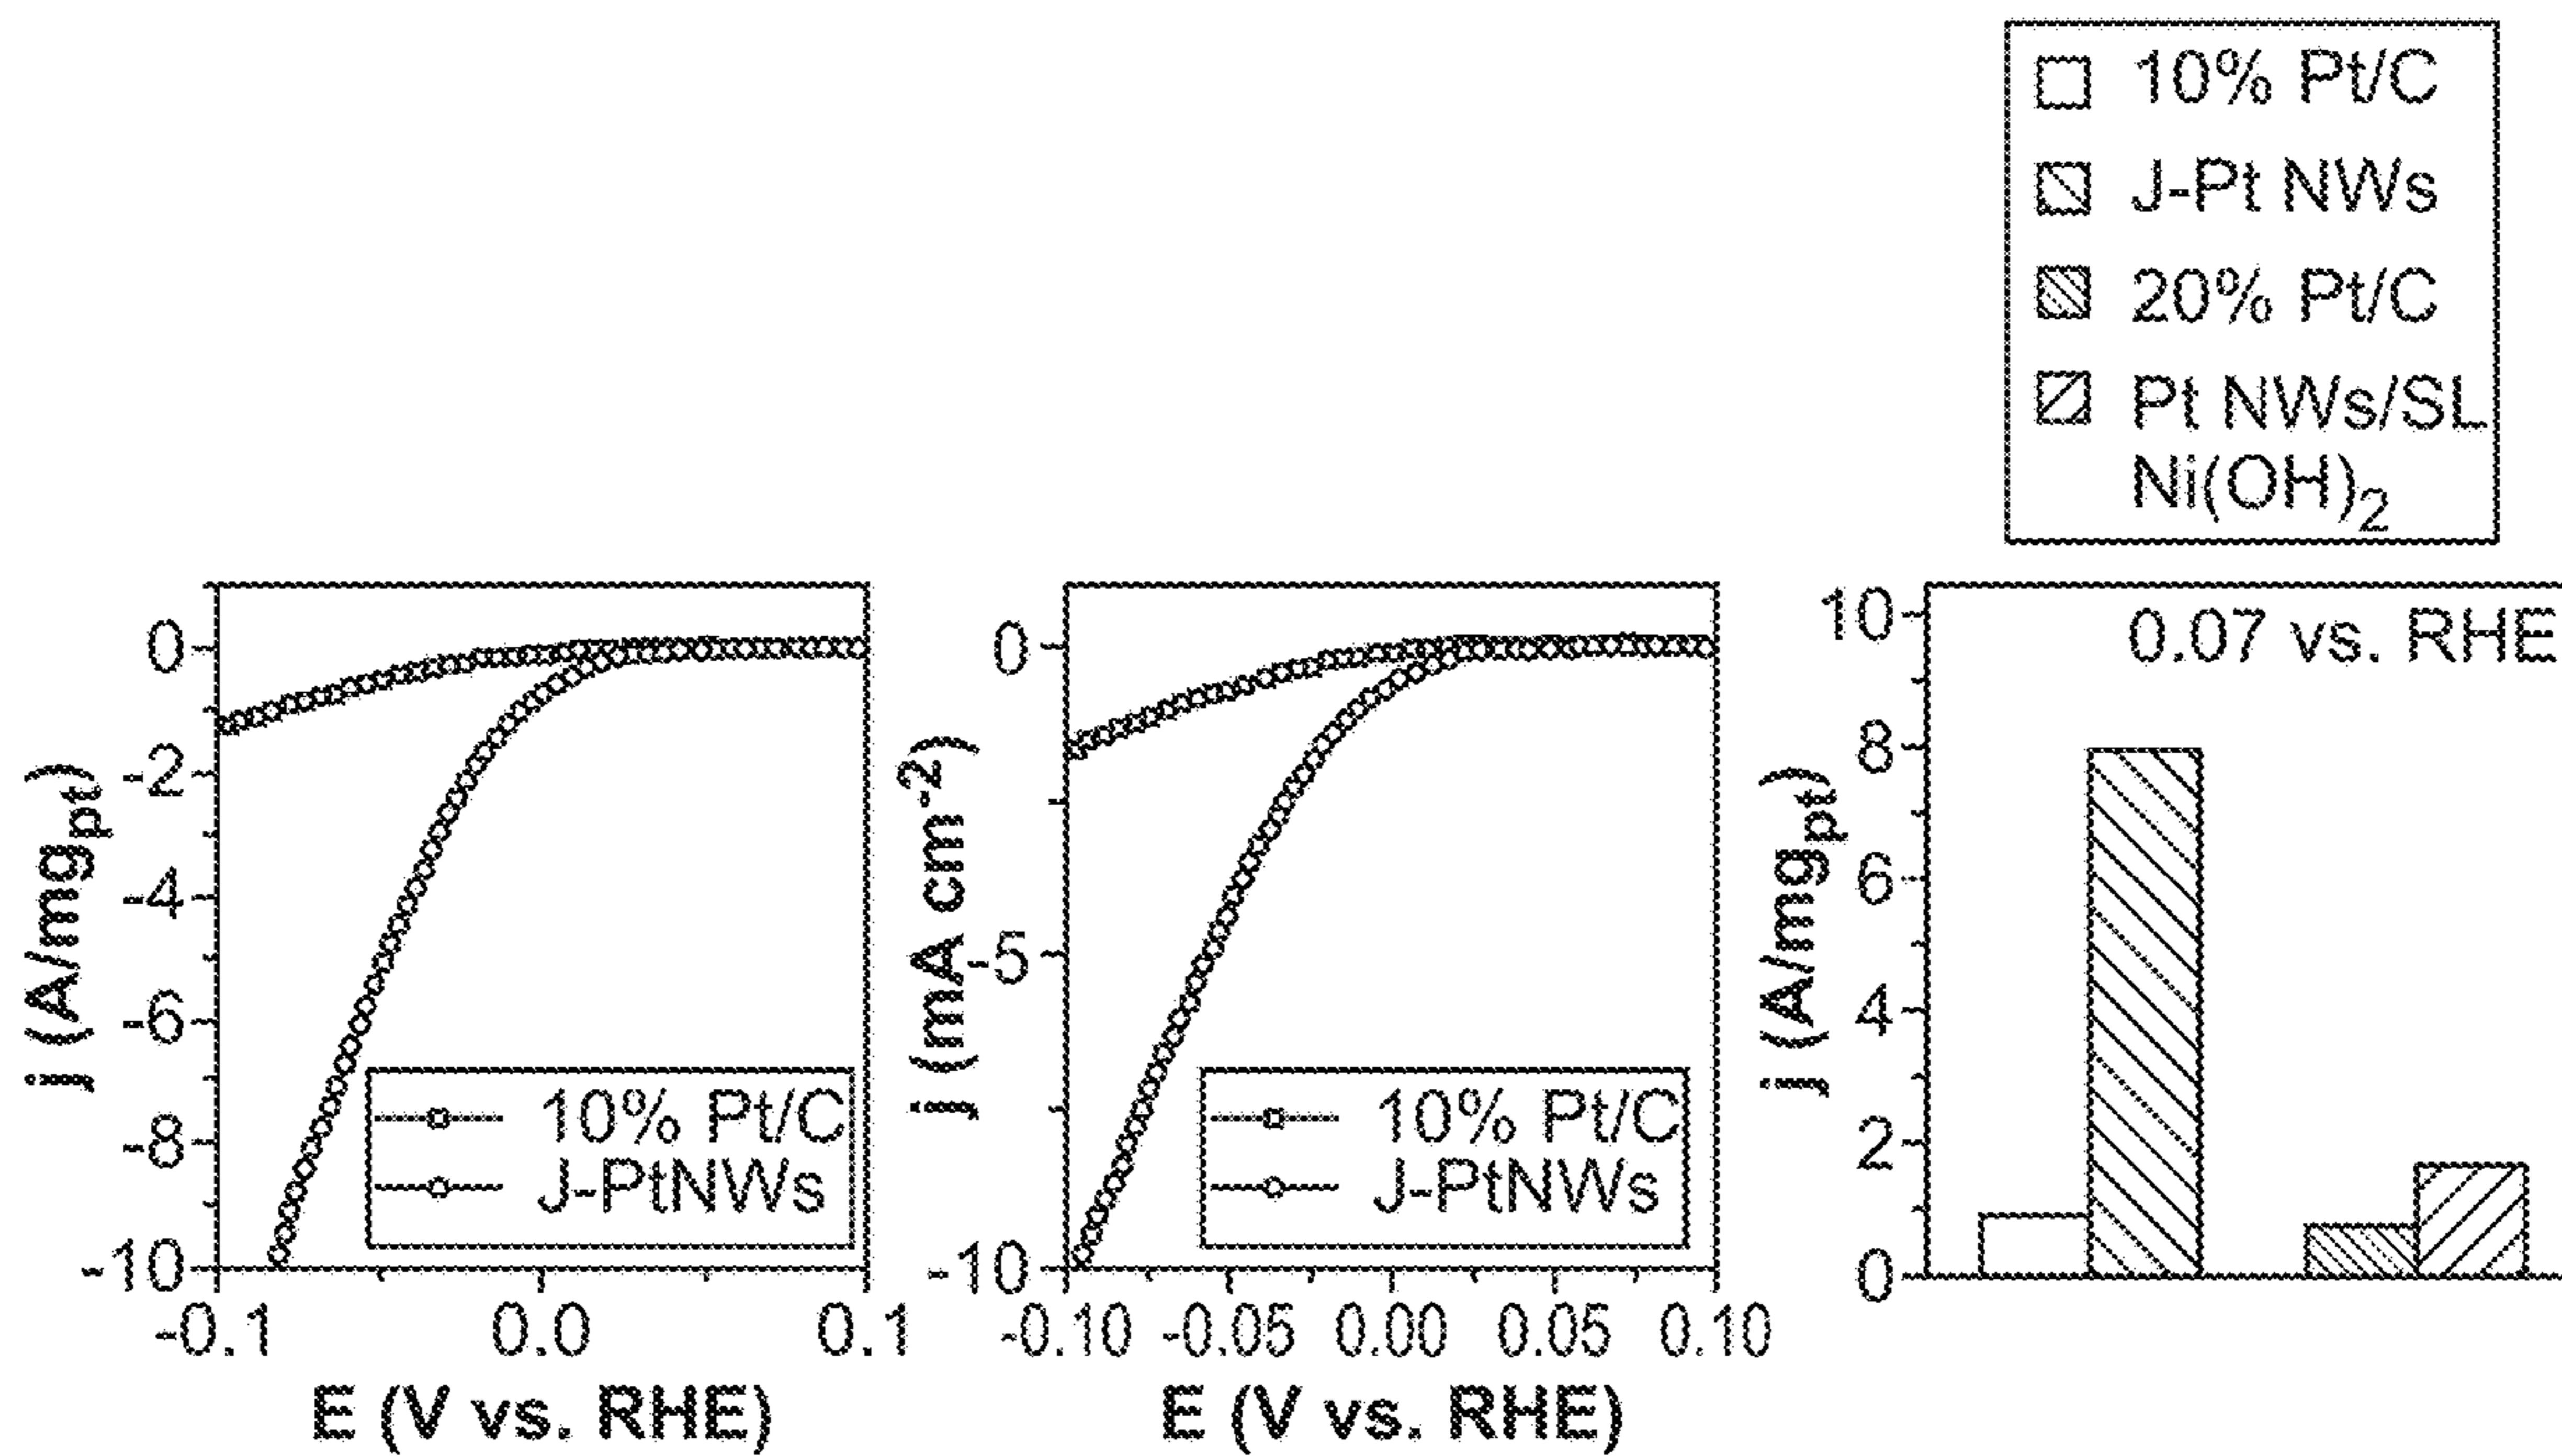 10% Pt/C
J-Pt NWs
20% Pt/C
Pt NWs/SL
Ni(OH)₂
j (A/mgₚₜ)
0
-2
-4
-6
-8
-10
-0.1 0.0 0.1
E (V vs. RHE)
10% Pt/C
J-PtNWs
j (mA cm⁻²)
0
-5
-10
-0.10 -0.05 0.00 0.05 0.10
E (V vs. RHE)
10% Pt/C
J-PtNWs
j (A/mgₚₜ)
10
8
6
4
2
0
0.07 vs. RHE